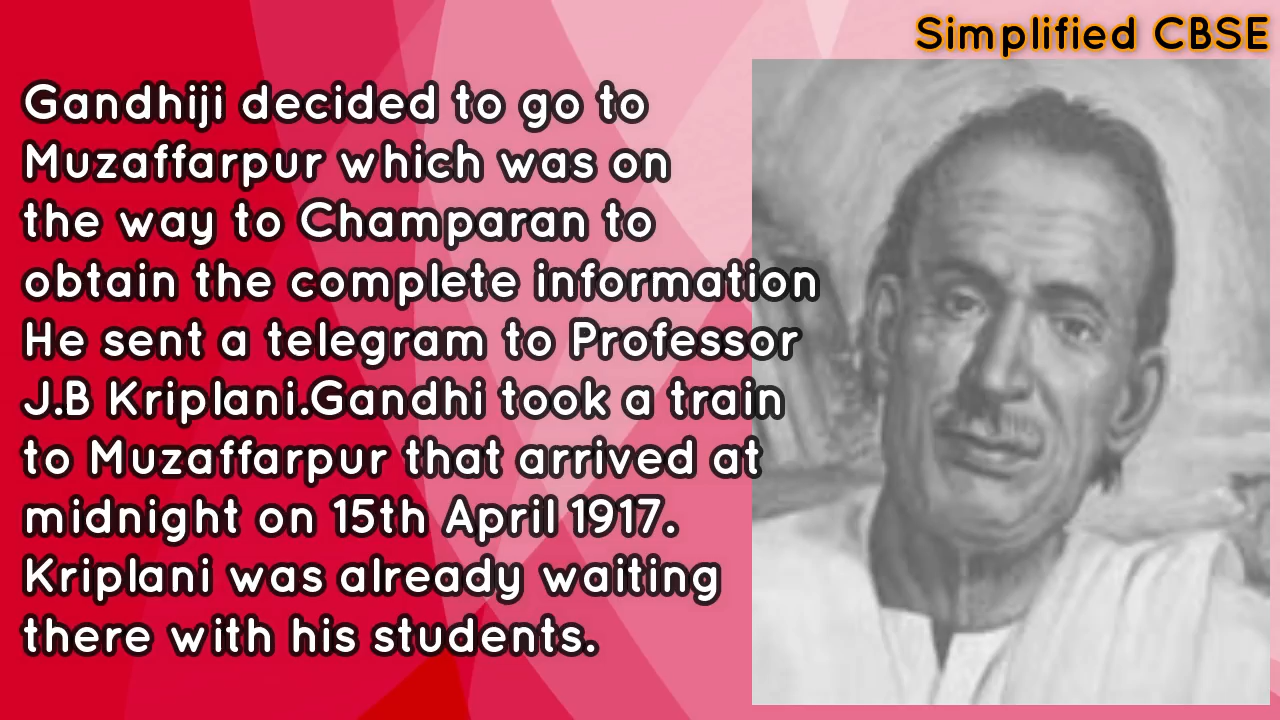 Simplified CBSE
Gandhiji decided to go to
Muzaffarpur which was on
the way to Champaran to
obtain the complete information
He sent a telegram to Professor
J.B Kriplani.Gandhi took a train
to Muzaffarpur that arrived at
midnight on 15th April 1917.
Kriplani was already waiting
there with his students.